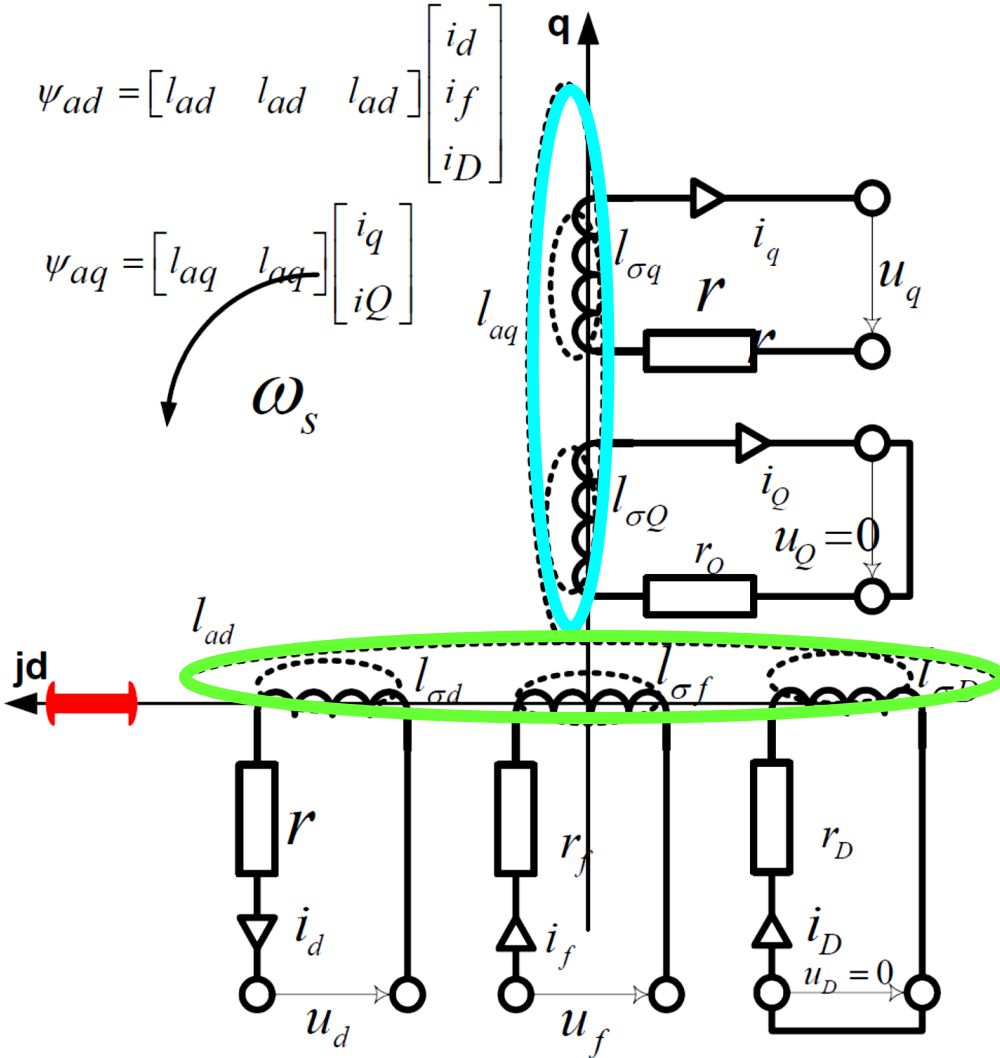 q
ψad = [lad lad lad] [id if iD]
ψaq = [laq laq] [iq iQ]
ωs
laq
lσq
iq
r
r
uq
lσQ
iQ
rQ
uQ = 0
lad
jd
lσd
lσf
lσD
r
rf
rD
id
if
iD
ud
uf
uD = 0